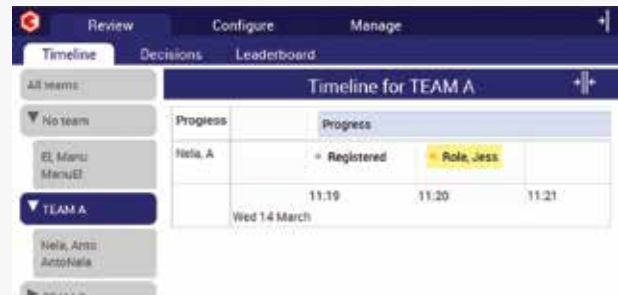 Review Configure Manage
Timeline Decisions Leaderboard
All teams
Timeline for TEAM A
No team
Progress Progress
El, Manu
ManuEl
Nela, A Registered Role, Jess
TEAM A
11:19 11:20 11:21
Wed 14 March
Nela, Anto
AntoNela